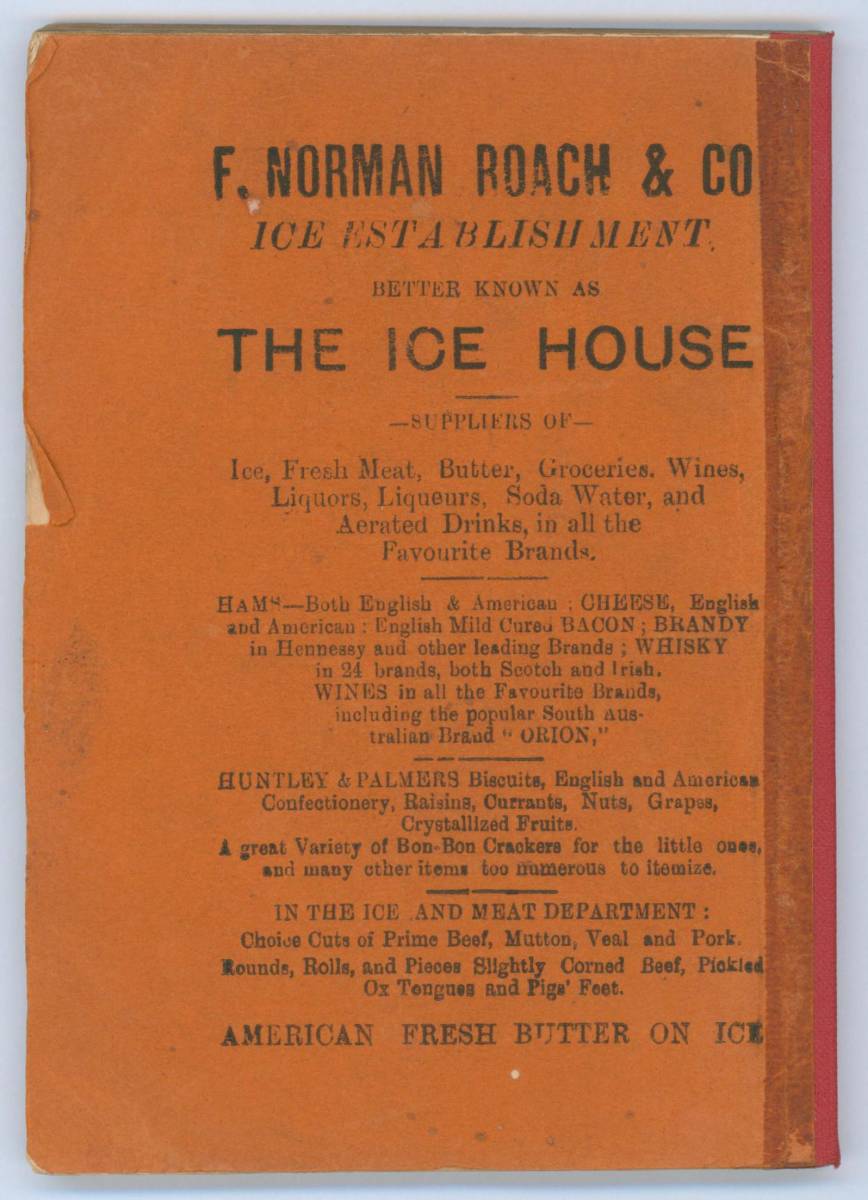 F. NORMAN ROACH & CO
ICE ESTABLISHMENT.
BETTER KNOWN AS
THE ICE HOUSE
—SUPPLIERS OF—
Ice, Fresh Meat, Butter, Groceries. Wines,
Liquors, Liqueurs, Soda Water, and
Aerated Drinks, in all the
Favourite Brands.
HAMS—Both English & American ; CHEESE, English
and American : English Mild Cured BACON ; BRANDY
in Hennessy and other leading Brands ; WHISKY
in 24 brands, both Scotch and Irish.
WINES in all the Favourite Brands,
including the popular South Aus-
tralian Brand "ORION,"
HUNTLEY & PALMERS Biscuits, English and American
Confectionery, Raisins, Currants, Nuts, Grapes,
Crystallized Fruits.
A great Variety of Bon-Bon Crackers for the little ones,
and many other items too numerous to itemize.
IN THE ICE AND MEAT DEPARTMENT :
Choice Cuts of Prime Beef, Mutton, Veal and Pork.
Rounds, Rolls, and Pieces Slightly Corned Beef, Pickled
Ox Tongues and Pigs' Feet.
AMERICAN FRESH BUTTER ON ICE